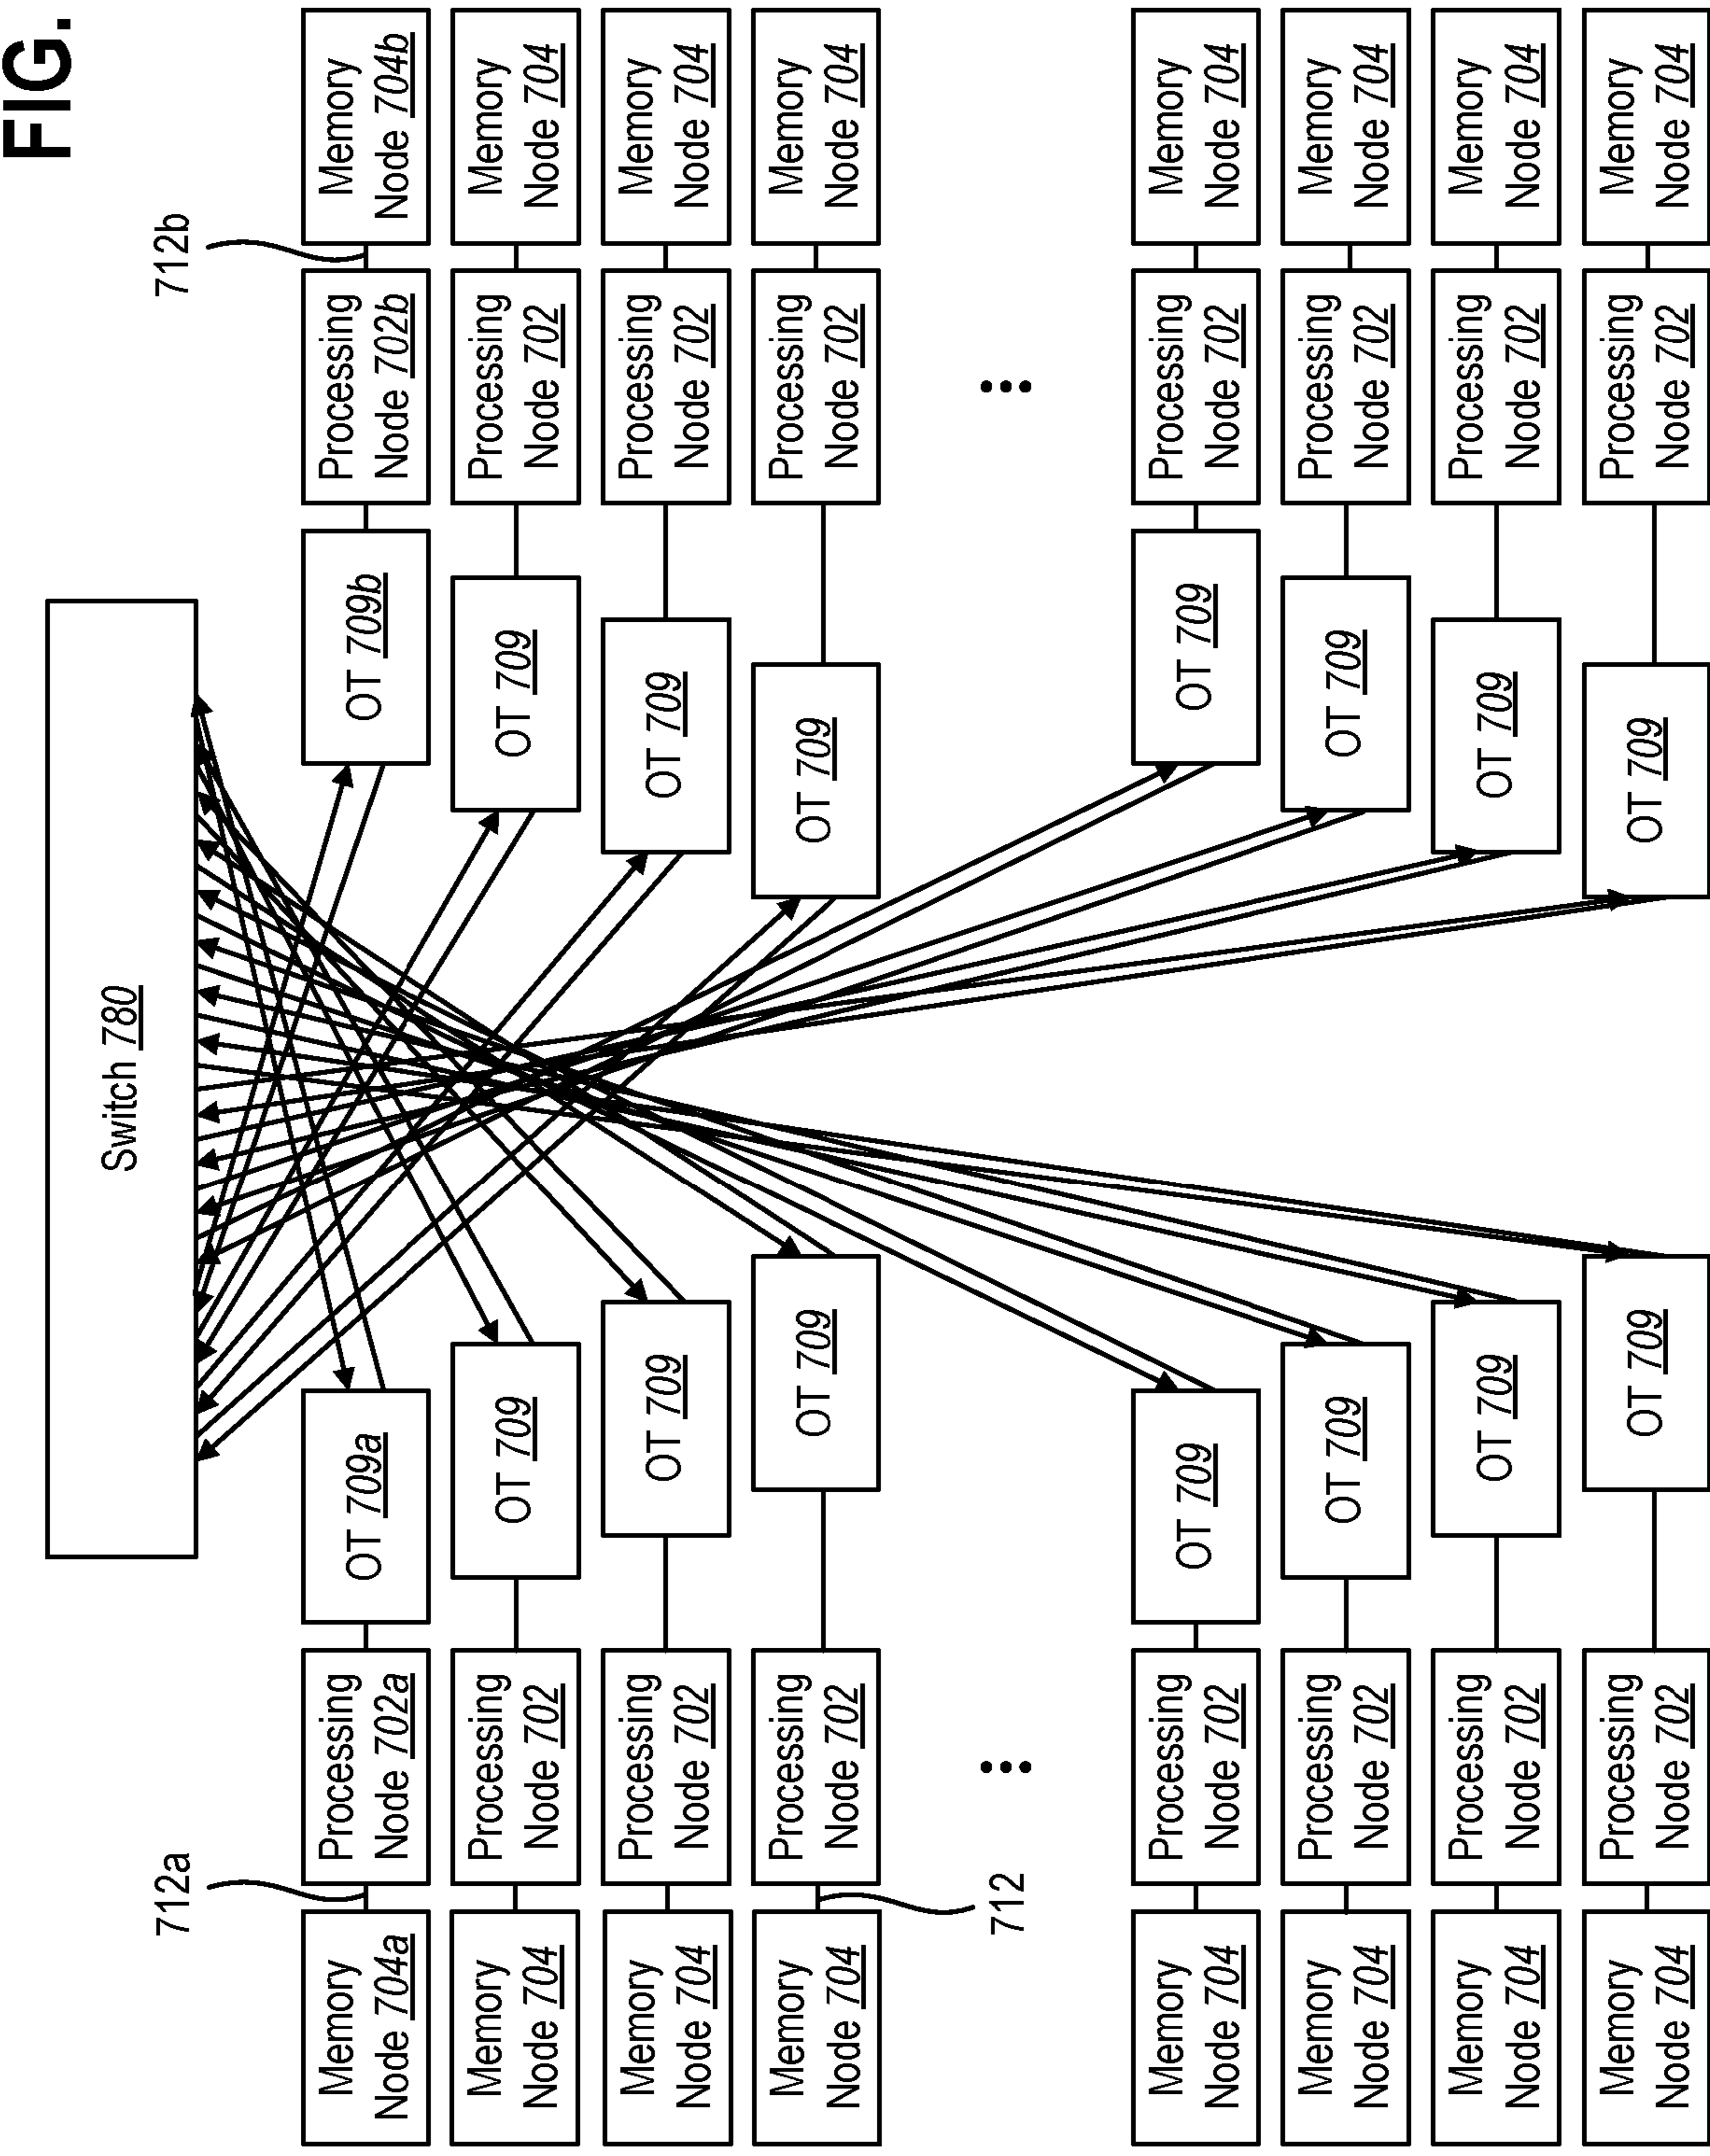 FIG.
Switch 780
712a
712b
Memory
Node 704a
Processing
Node 702a
OT 709a
OT 709b
Processing
Node 702b
Memory
Node 704b
Memory
Node 704
Processing
Node 702
OT 709
OT 709
Processing
Node 702
Memory
Node 704
Memory
Node 704
Processing
Node 702
OT 709
OT 709
Processing
Node 702
Memory
Node 704
Memory
Node 704
Processing
Node 702
OT 709
OT 709
Processing
Node 702
Memory
Node 704
712
...
...
Memory
Node 704
Processing
Node 702
OT 709
OT 709
Processing
Node 702
Memory
Node 704
Memory
Node 704
Processing
Node 702
OT 709
OT 709
Processing
Node 702
Memory
Node 704
Memory
Node 704
Processing
Node 702
OT 709
OT 709
Processing
Node 702
Memory
Node 704
Memory
Node 704
Processing
Node 702
OT 709
OT 709
Processing
Node 702
Memory
Node 704